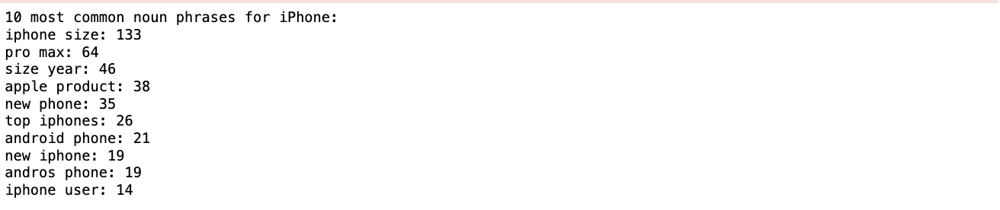 10 most common noun phrases for iPhone:
iphone size: 133
pro max: 64
size year: 46
apple product: 38
new phone: 35
top iphones: 26
android phone: 21
new iphone: 19
andros phone: 19
iphone user: 14